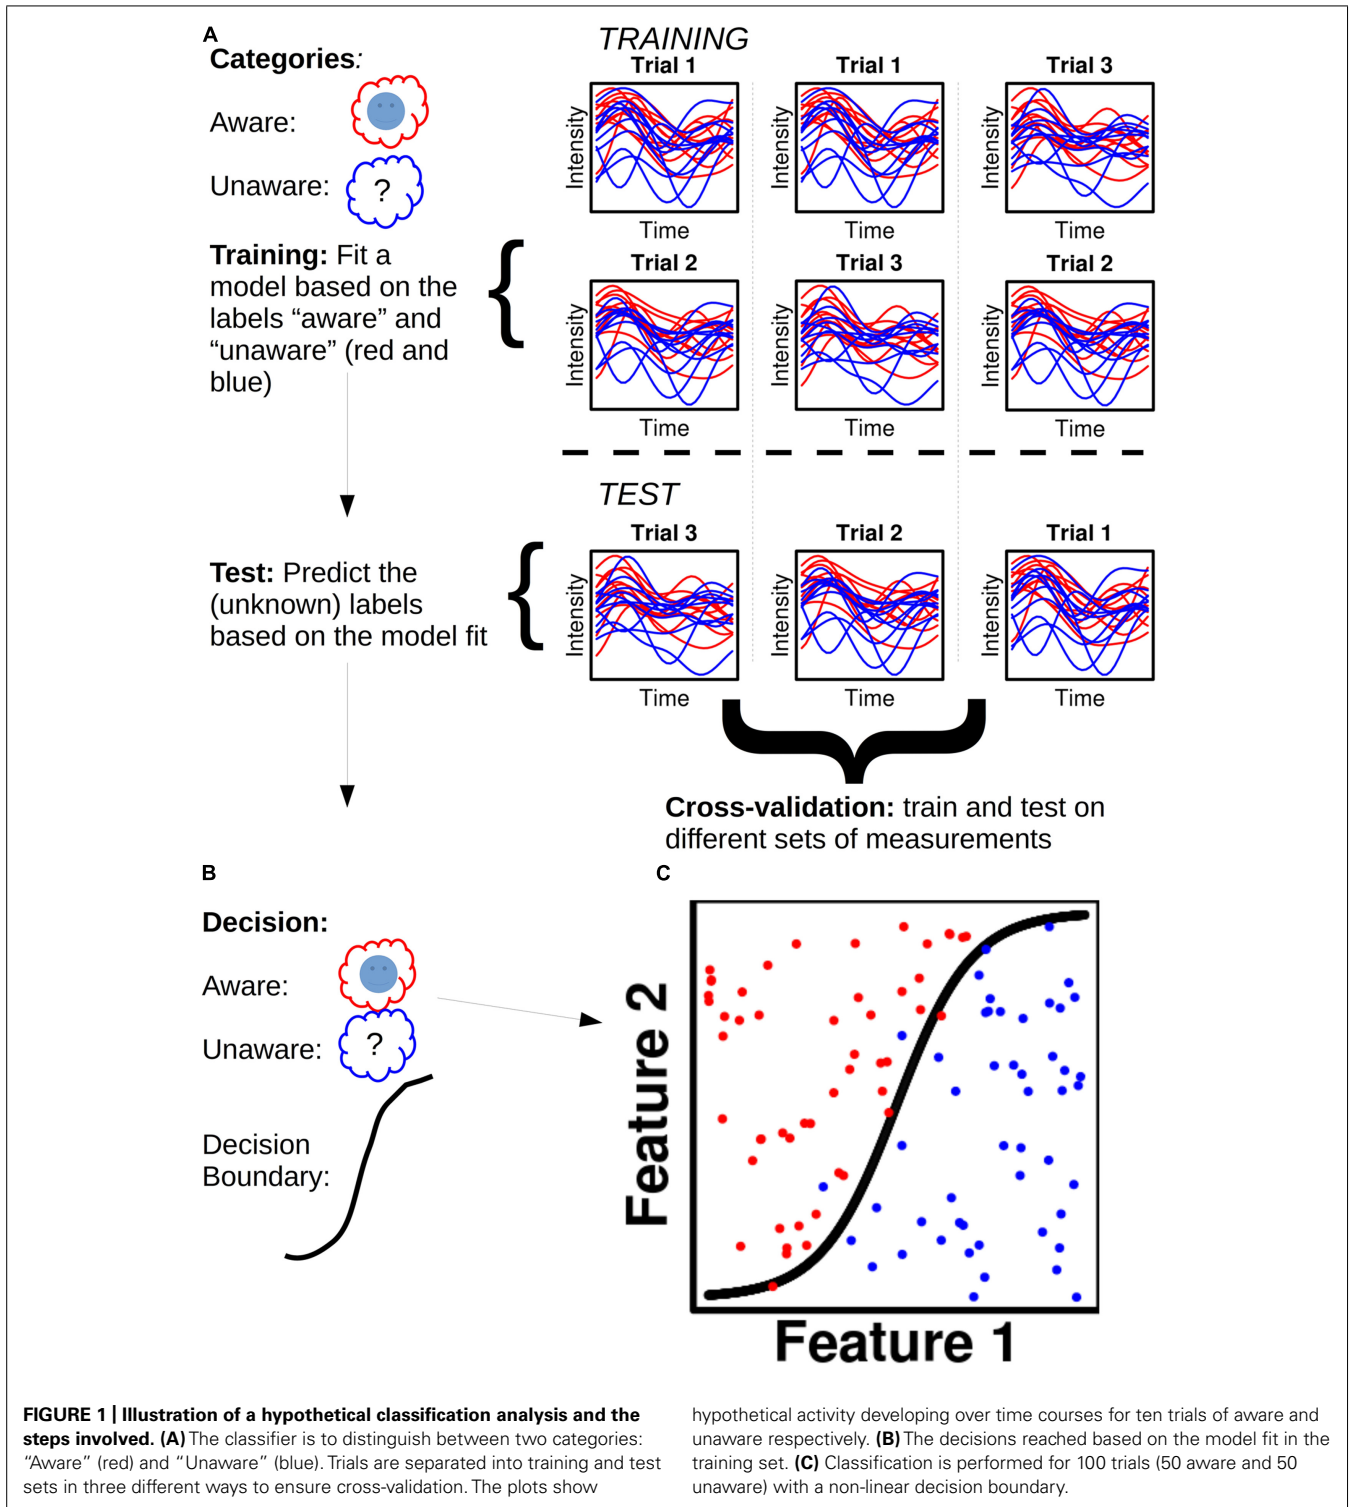 A
Categories:
Aware:
Unaware:
?
Training: Fit a
model based on the
labels “aware” and
“unaware” (red and
blue)
Test: Predict the
(unknown) labels
based on the model fit
TRAINING
Trial 1
Intensity
Time
Trial 1
Intensity
Time
Trial 3
Intensity
Time
Trial 2
Intensity
Time
Trial 3
Intensity
Time
Trial 2
Intensity
Time
TEST
Trial 3
Intensity
Time
Trial 2
Intensity
Time
Trial 1
Intensity
Time
Cross-validation: train and test on
different sets of measurements
B
Decision:
Aware:
Unaware:
?
Decision
Boundary:
C
Feature 2
Feature 1
FIGURE 1 | Illustration of a hypothetical classification analysis and the
steps involved. (A) The classifier is to distinguish between two categories:
“Aware” (red) and “Unaware” (blue). Trials are separated into training and test
sets in three different ways to ensure cross-validation. The plots show
hypothetical activity developing over time courses for ten trials of aware and
unaware respectively. (B) The decisions reached based on the model fit in the
training set. (C) Classification is performed for 100 trials (50 aware and 50
unaware) with a non-linear decision boundary.